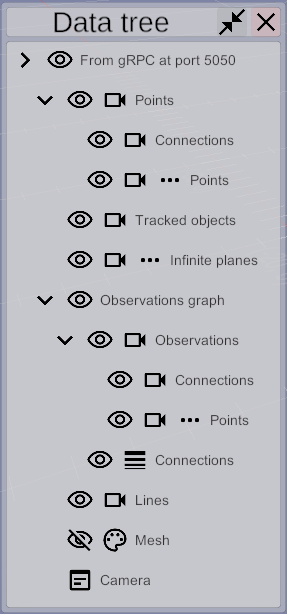 Data tree
From gRPC at port 5050
Points
Connections
Points
Tracked objects
Infinite planes
Observations graph
Observations
Connections
Points
Connections
Lines
Mesh
Camera